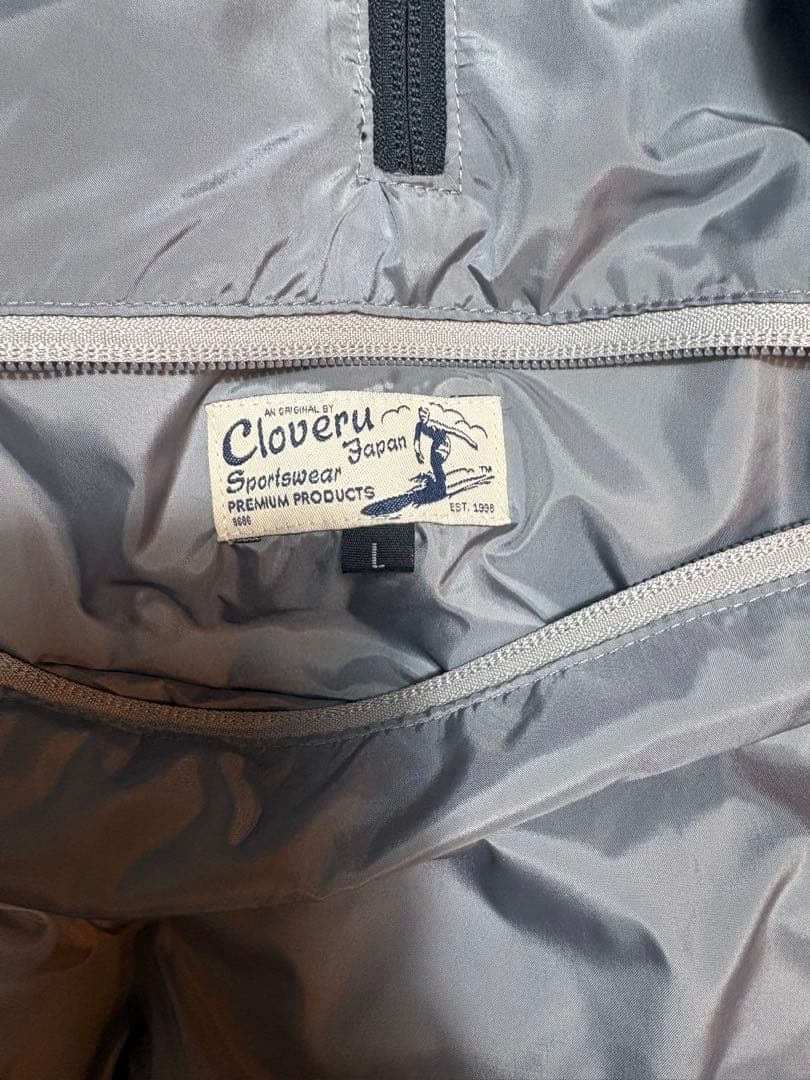 AN ORIGINAL BY
Cloveru
Japan
Sportswear
PREMIUM PRODUCTS
EST. 1998
TM